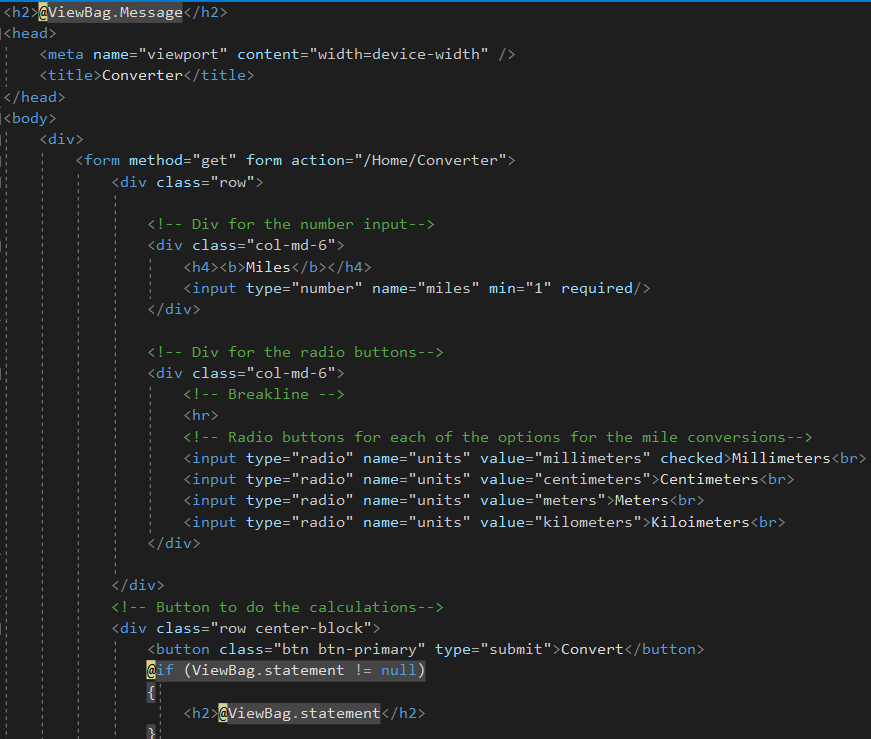 <h2>@ViewBag.Message</h2>
<head>
    <meta name="viewport" content="width=device-width" />
    <title>Converter</title>
</head>
<body>
    <div>
        <form method="get" form action="/Home/Converter">
            <div class="row">

                <!-- Div for the number input-->
                <div class="col-md-6">
                    <h4><b>Miles</b></h4>
                    <input type="number" name="miles" min="1" required/>
                </div>

                <!-- Div for the radio buttons-->
                <div class="col-md-6">
                    <!-- Breakline -->
                    <hr>
                    <!-- Radio buttons for each of the options for the mile conversions-->
                    <input type="radio" name="units" value="millimeters" checked>Millimeters<br>
                    <input type="radio" name="units" value="centimeters">Centimeters<br>
                    <input type="radio" name="units" value="meters">Meters<br>
                    <input type="radio" name="units" value="kilometers">Kiloimeters<br>
                </div>

            </div>
            <!-- Button to do the calculations-->
            <div class="row center-block">
                <button class="btn btn-primary" type="submit">Convert</button>
                @if (ViewBag.statement != null)
                {
                    <h2>@ViewBag.statement</h2>
                }